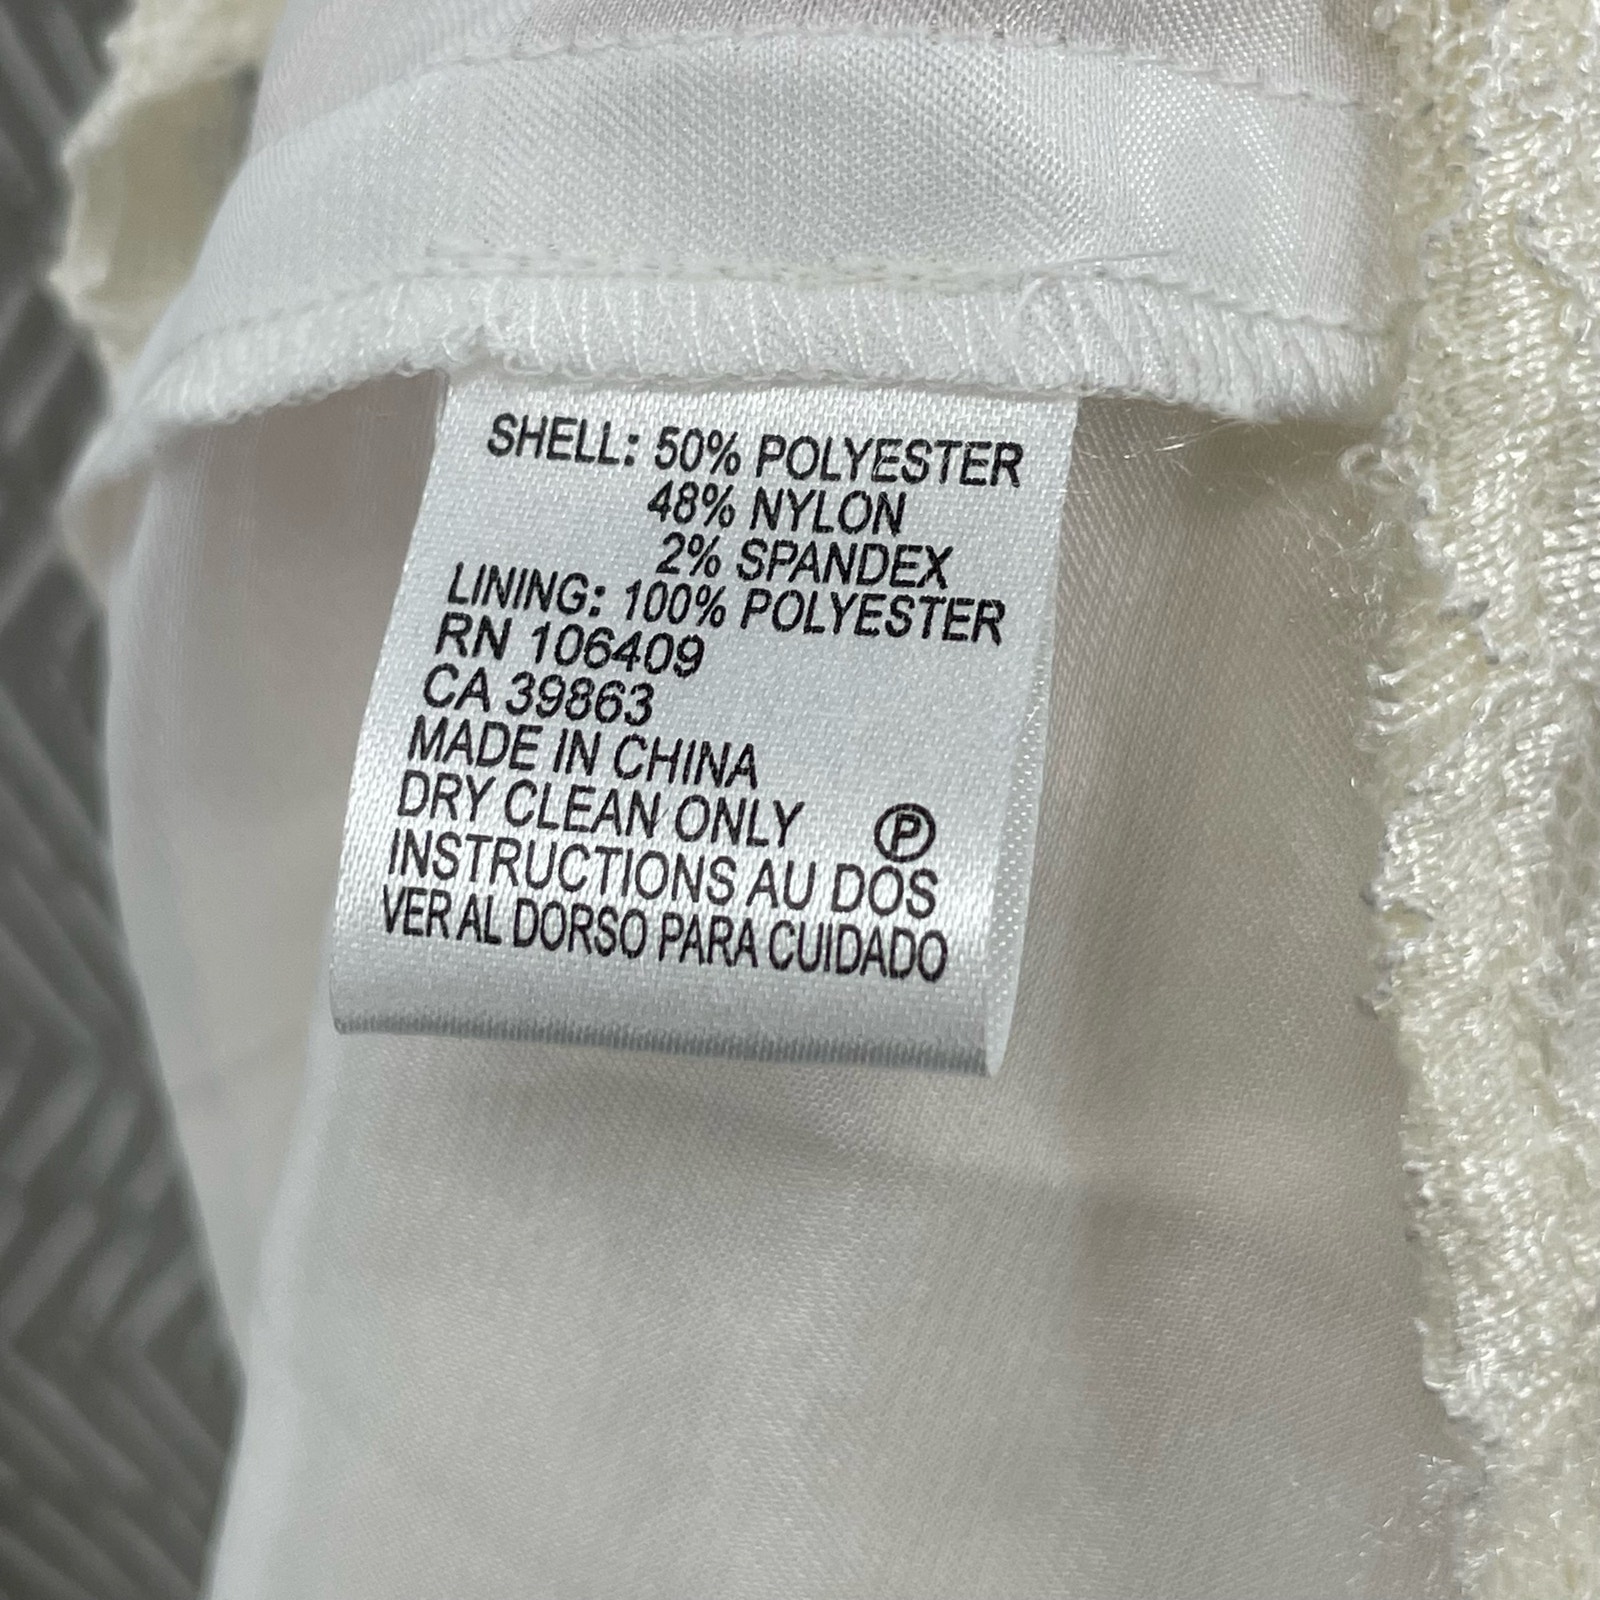 SHELL: 50% POLYESTER
48% NYLON
2% SPANDEX
LINING: 100% POLYESTER
RN 106409
CA 39863
MADE IN CHINA
DRY CLEAN ONLY Ⓟ
INSTRUCTIONS AU DOS
VER AL DORSO PARA CUIDADO